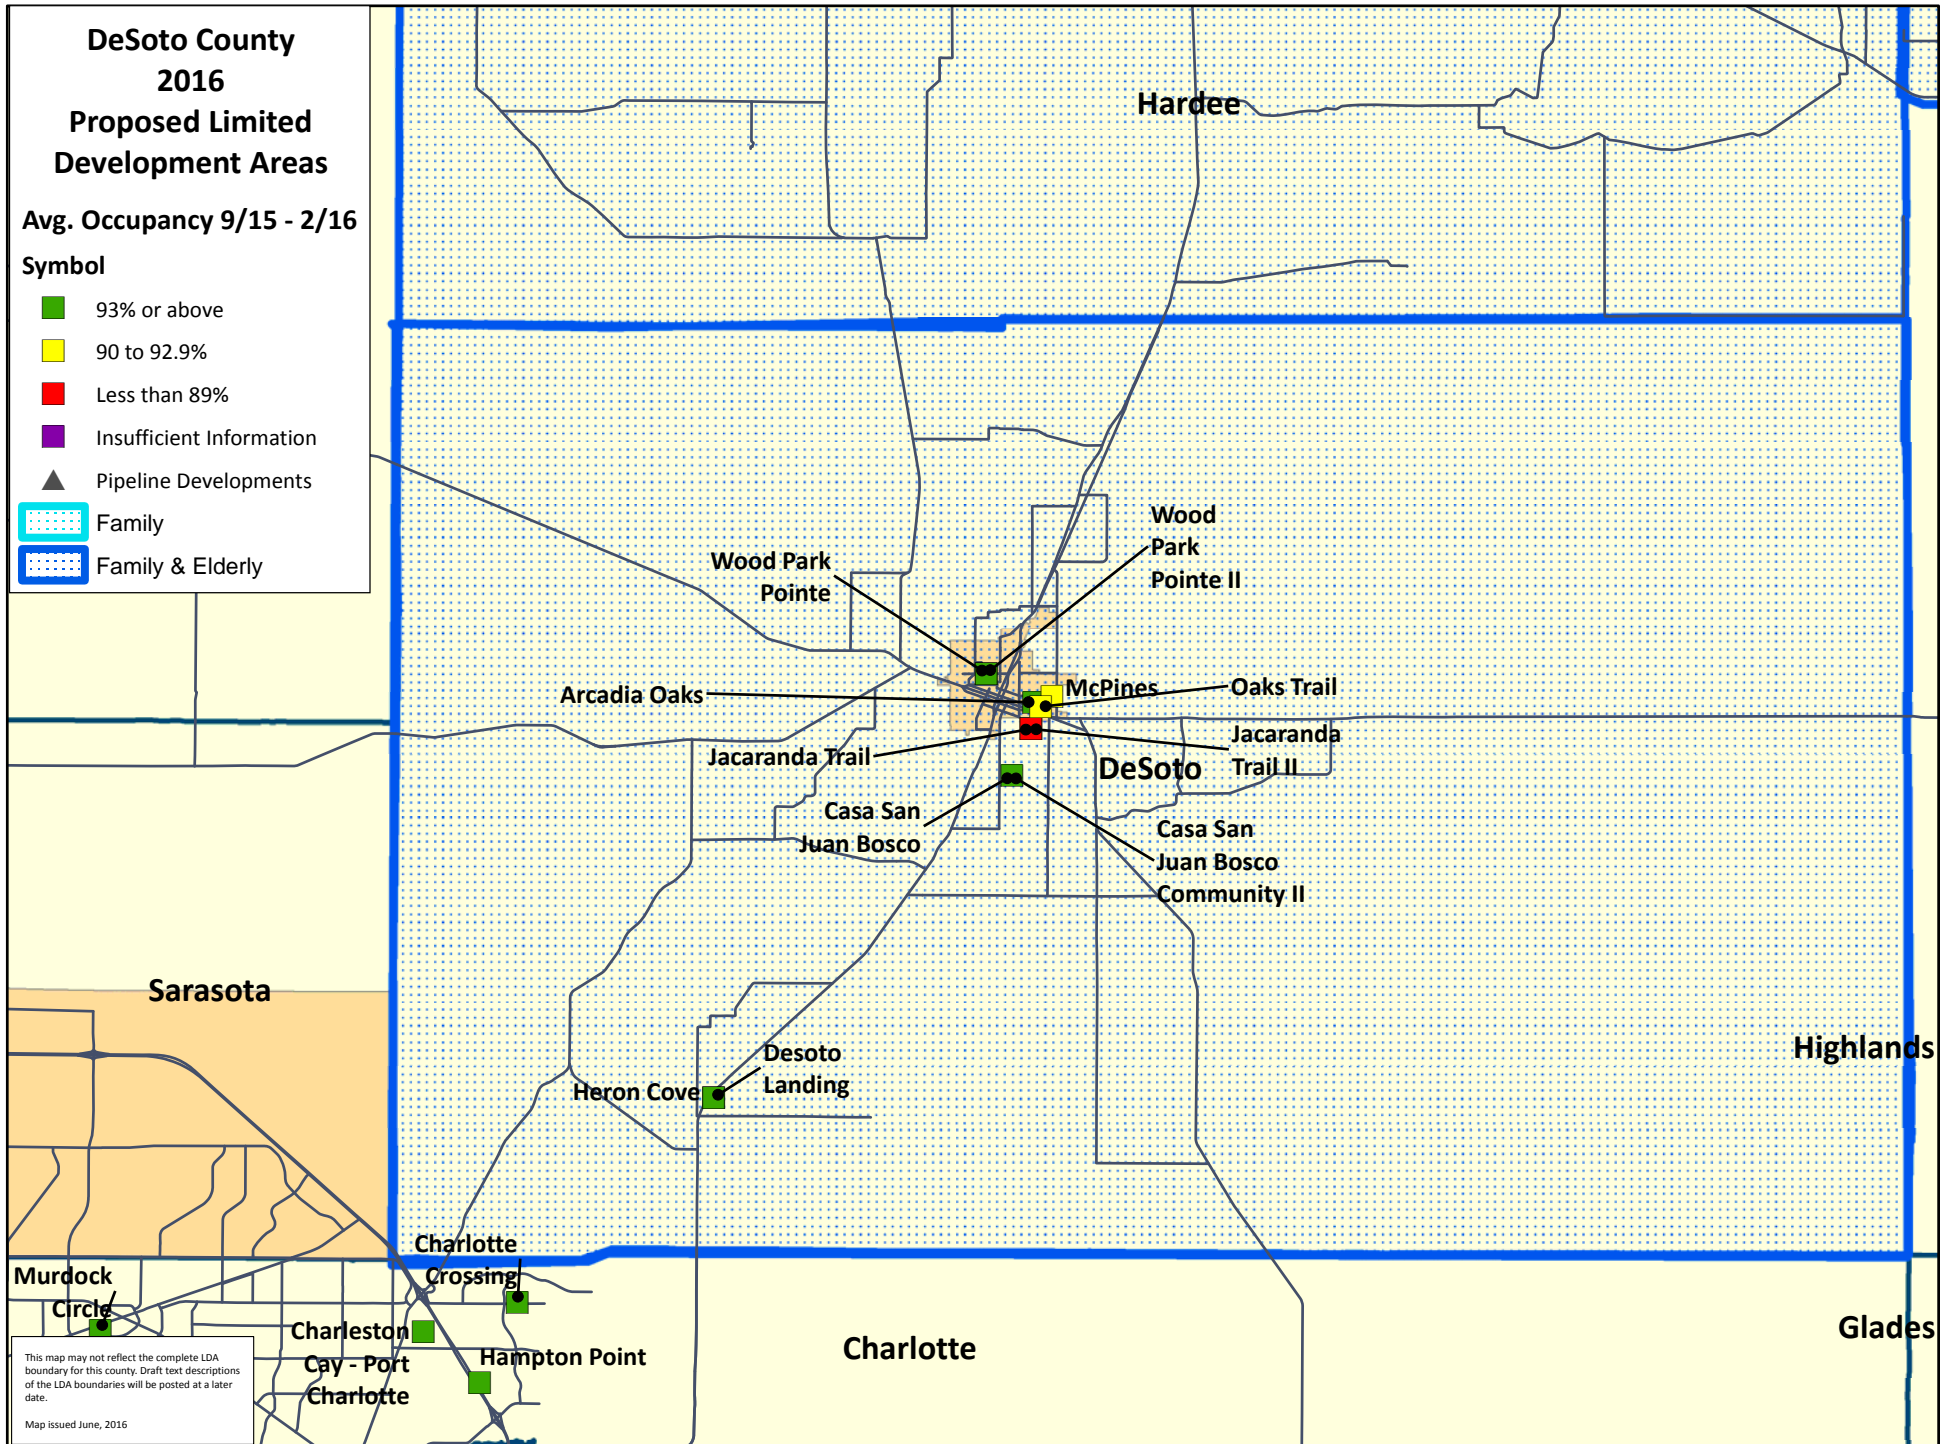 DeSoto County
2016
Proposed Limited
Development Areas
Avg. Occupancy 9/15 - 2/16
Symbol
93% or above
90 to 92.9%
Less than 89%
Insufficient Information
Pipeline Developments
Family
Family & Elderly
Hardee
Wood
Park
Pointe II
Wood Park
Pointe
Arcadia Oaks
McPines
Oaks Trail
Jacaranda Trail
Jacaranda
Trail II
DeSoto
Casa San
Juan Bosco
Casa San
Juan Bosco
Community II
Sarasota
Highlands
Desoto
Landing
Heron Cove
Charlotte
Crossing
Murdock
Circle
Charleston
Cay - Port
Charlotte
Hampton Point
Charlotte
Glades
This map may not reflect the complete LDA
boundary for this county. Draft text descriptions
of the LDA boundaries will be posted at a later
date.
Map issued June, 2016